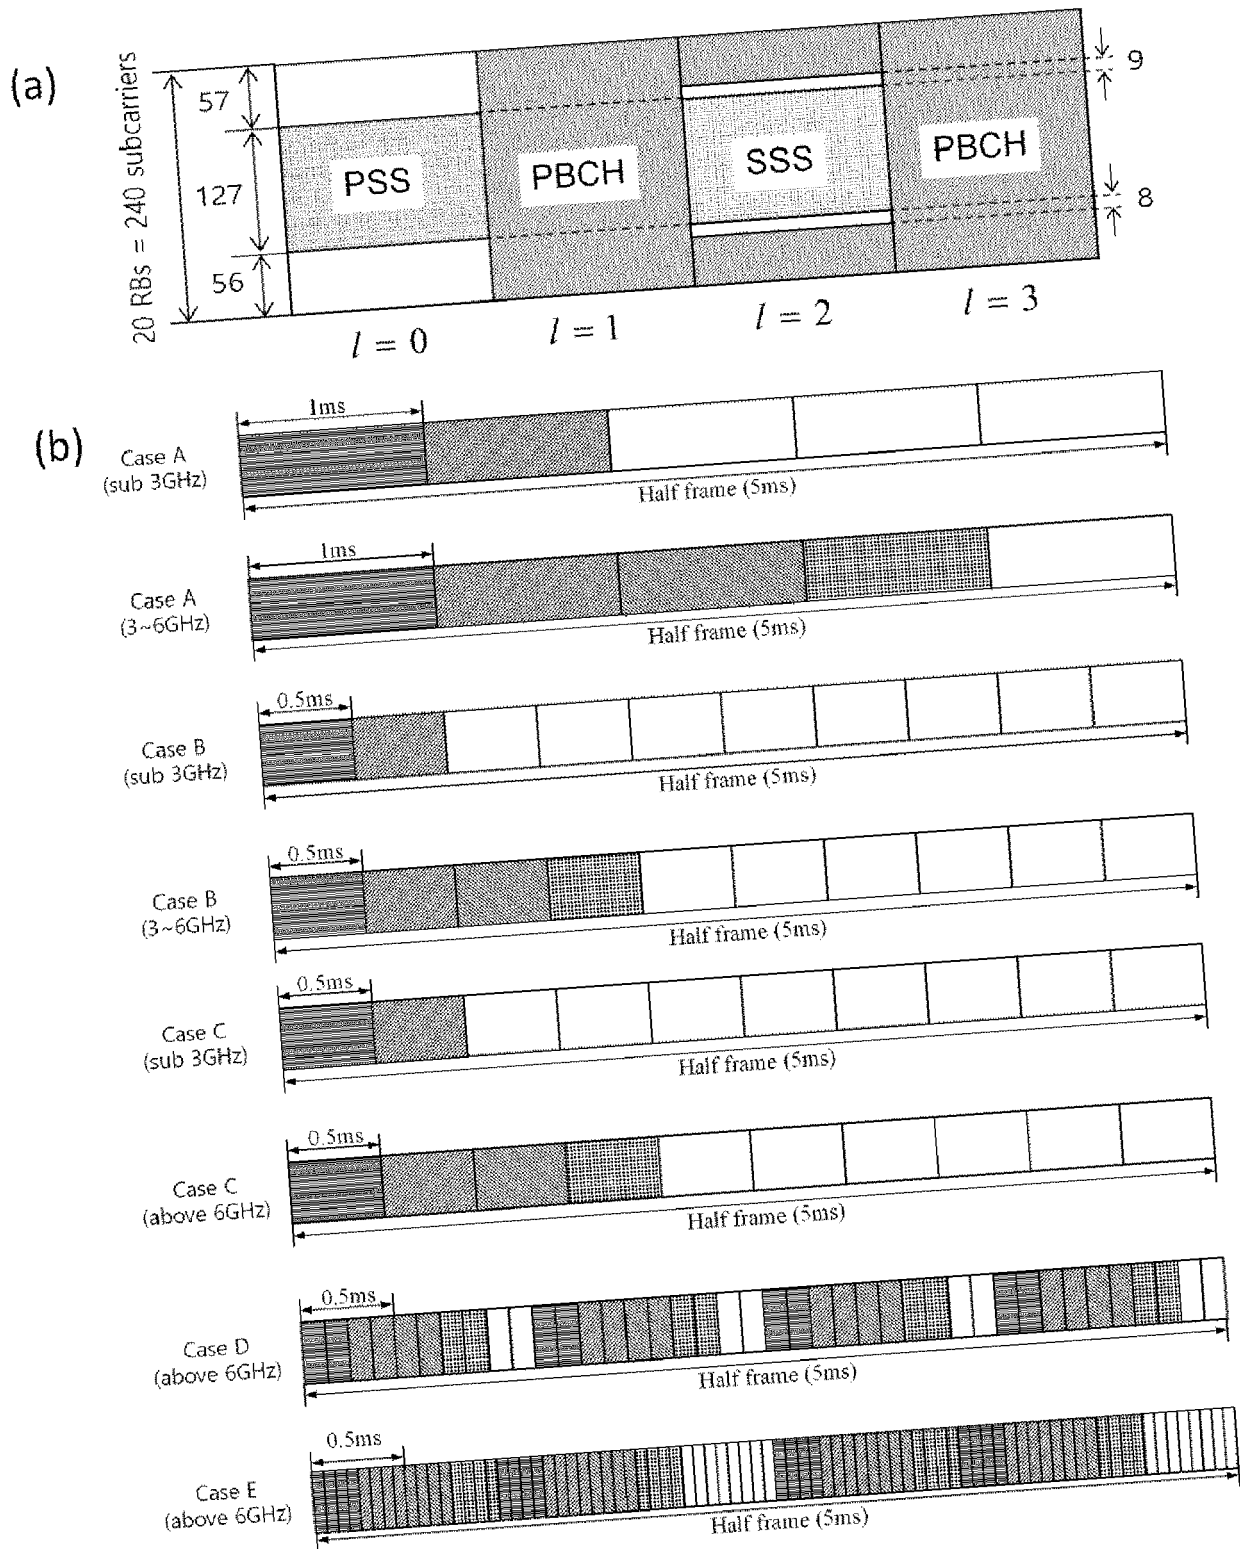 (a)
20 RBs = 240 subcarriers
57
127
56
PSS
PBCH
SSS
PBCH
9
8
l = 0
l = 1
l = 2
l = 3
(b)
Case A
(sub 3GHz)
1ms
Half frame (5ms)
Case A
(3~6GHz)
1ms
Half frame (5ms)
Case B
(sub 3GHz)
0.5ms
Half frame (5ms)
Case B
(3~6GHz)
0.5ms
Half frame (5ms)
Case C
(sub 3GHz)
0.5ms
Half frame (5ms)
Case C
(above 6GHz)
0.5ms
Half frame (5ms)
Case D
(above 6GHz)
0.5ms
Half frame (5ms)
Case E
(above 6GHz)
0.5ms
Half frame (5ms)